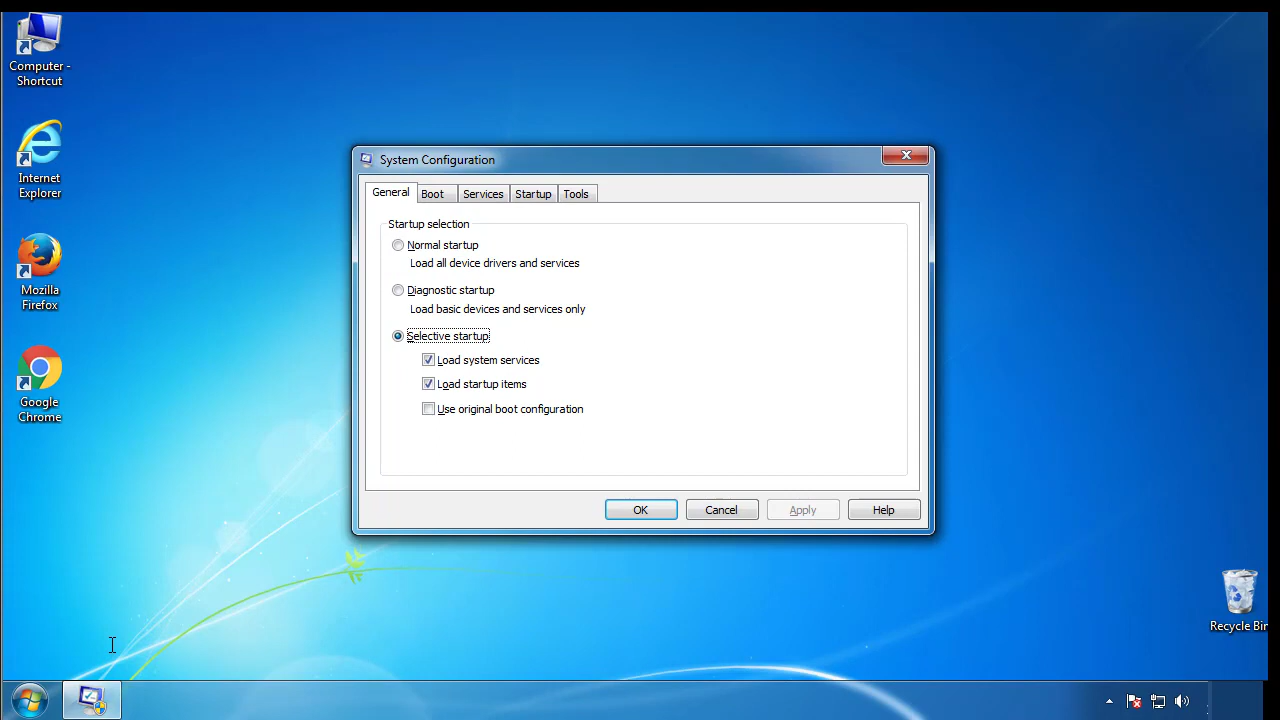 Computer -
Shortcut
Internet
Explorer
Mozilla
Firefox
Google
Chrome
System Configuration
General Boot Services Startup Tools
Startup selection
Normal startup
Load all device drivers and services
Diagnostic startup
Load basic devices and services only
Selective startup
Load system services
Load startup items
Use original boot configuration
OK Cancel Apply Help
Recycle Bin